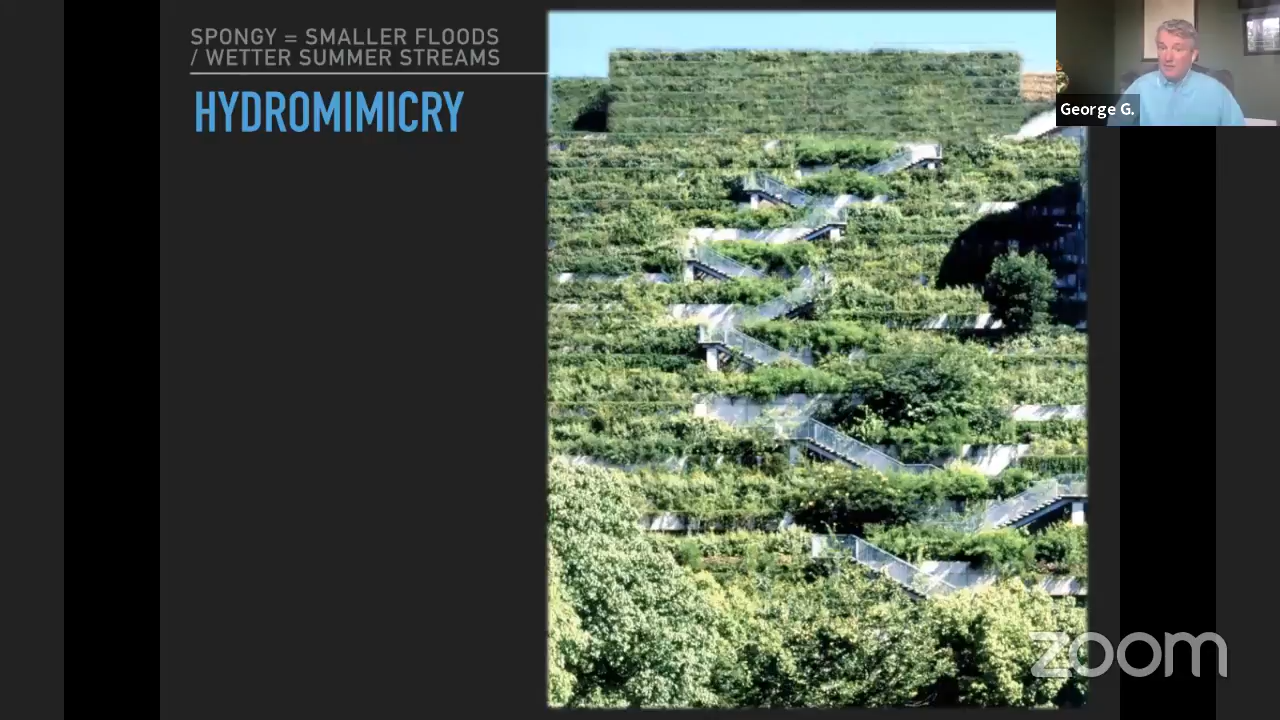 SPONGY = SMALLER FLOODS
/ WETTER SUMMER STREAMS
HYDROMIMICRY
George G.
zoom